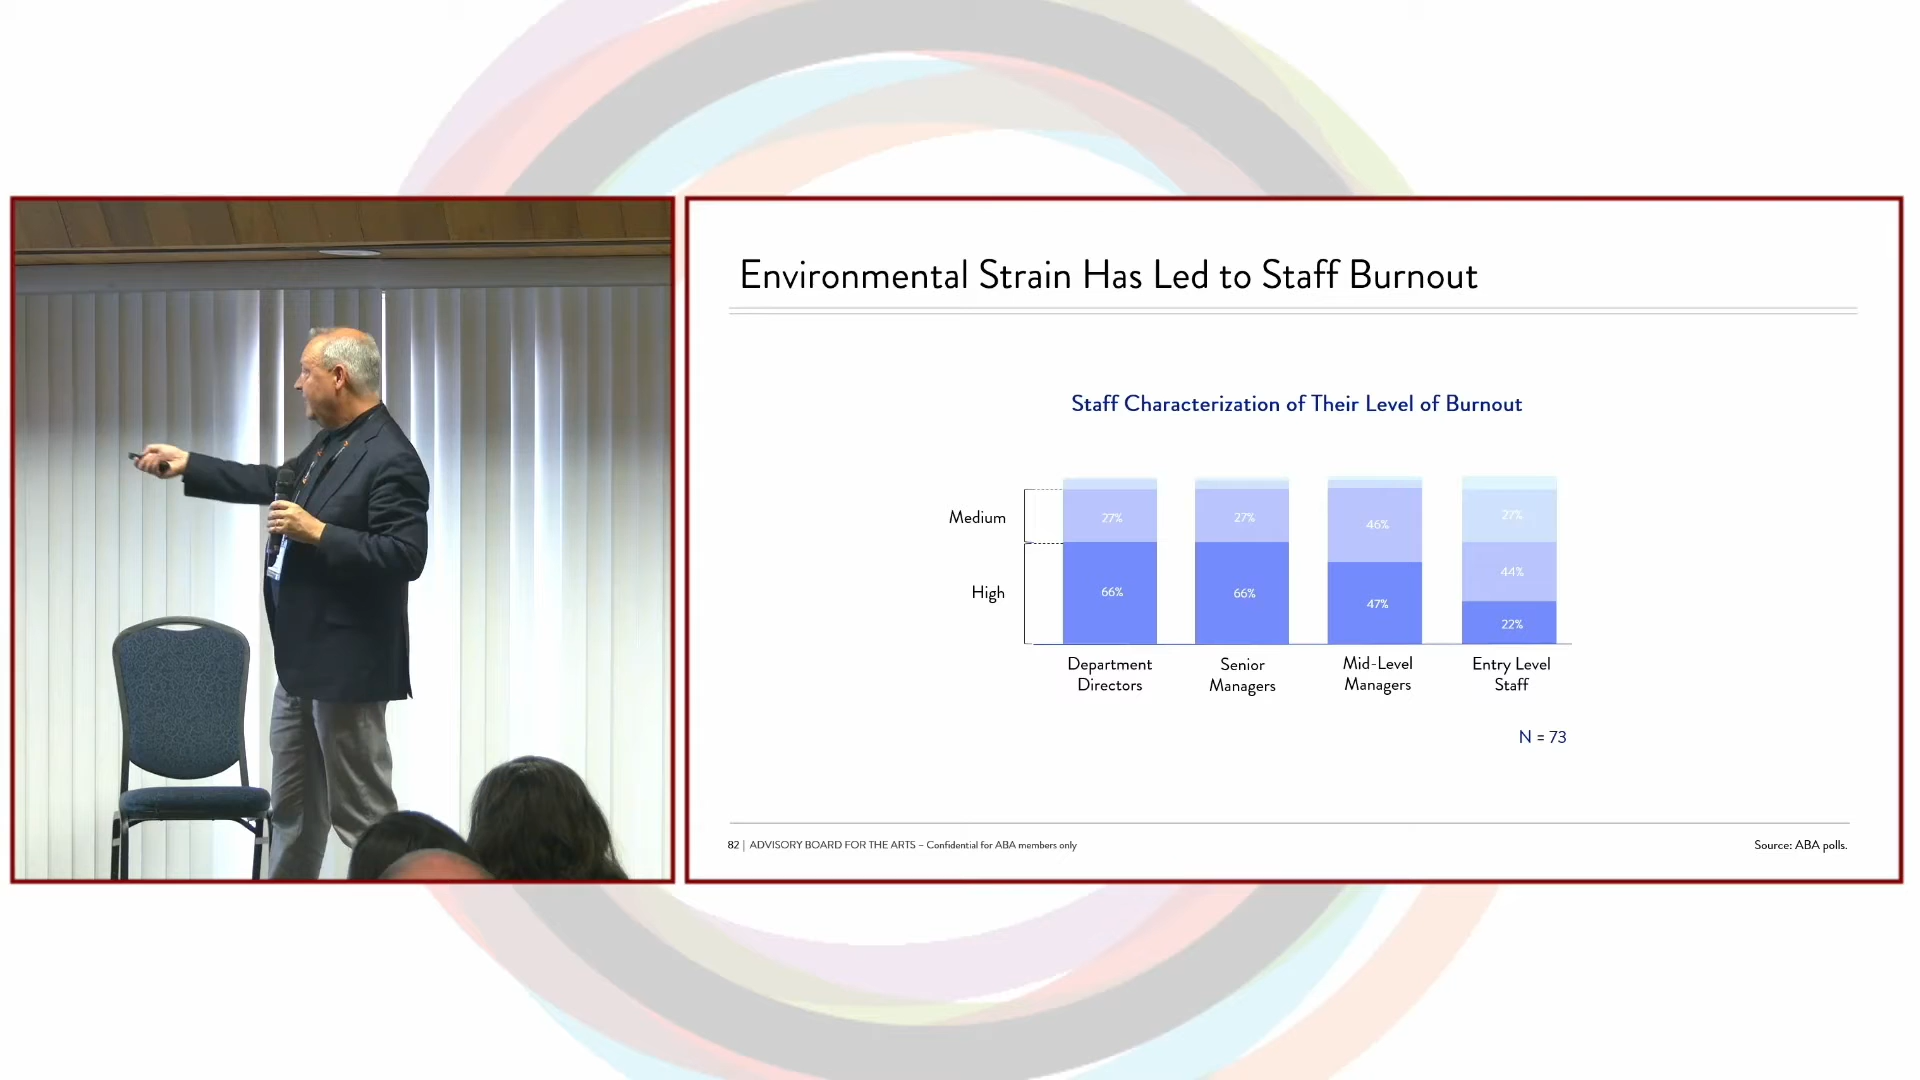 Environmental Strain Has Led to Staff Burnout
Staff Characterization of Their Level of Burnout
Medium
High
27%
66%
27%
66%
46%
47%
27%
44%
22%
Department
Directors
Senior
Managers
Mid-Level
Managers
Entry Level
Staff
N = 73
82 | ADVISORY BOARD FOR THE ARTS – Confidential for ABA members only
Source: ABA polls.